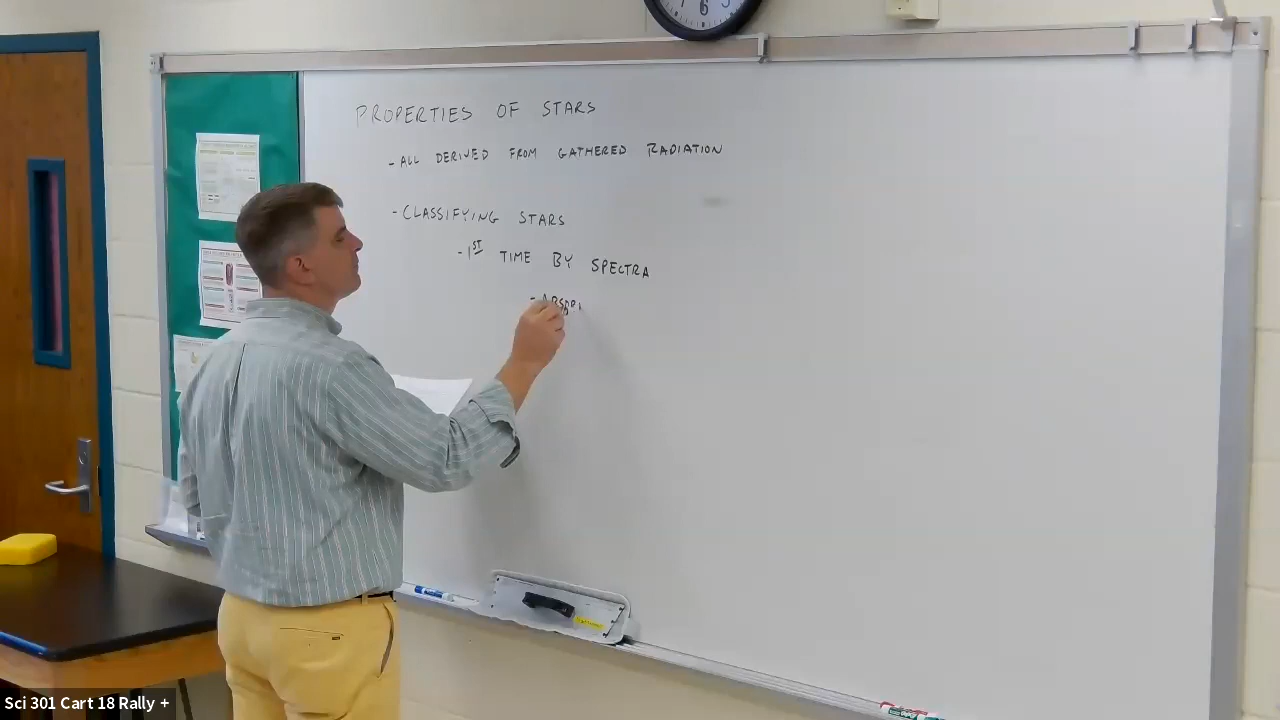 6
PROPERTIES OF STARS
- ALL DERIVED FROM GATHERED RADIATION
- CLASSIFYING STARS
- 1ST TIME BY SPECTRA
Sci 301 Cart 18 Rally +